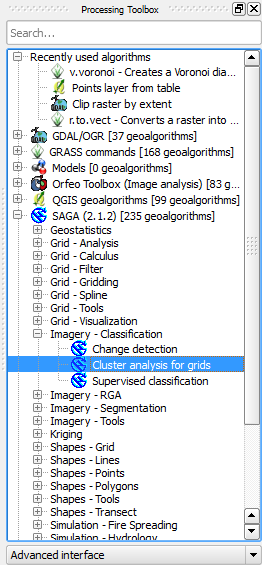 Processing Toolbox
Search...
Recently used algorithms
v.voronoi - Creates a Voronoi dia...
Points layer from table
Clip raster by extent
r.to.vect - Converts a raster into ...
GDAL/OGR [37 geoalgorithms]
GRASS commands [168 geoalgorithms]
Models [0 geoalgorithms]
Orfeo Toolbox (Image analysis) [83 g...
QGIS geoalgorithms [99 geoalgorithms]
SAGA (2.1.2) [235 geoalgorithms]
Geostatistics
Grid - Analysis
Grid - Calculus
Grid - Filter
Grid - Gridding
Grid - Spline
Grid - Tools
Grid - Visualization
Imagery - Classification
Change detection
Cluster analysis for grids
Supervised classification
Imagery - RGA
Imagery - Segmentation
Imagery - Tools
Kriging
Shapes - Grid
Shapes - Lines
Shapes - Points
Shapes - Polygons
Shapes - Tools
Shapes - Transect
Simulation - Fire Spreading
Simulation - Hydrology
Advanced interface